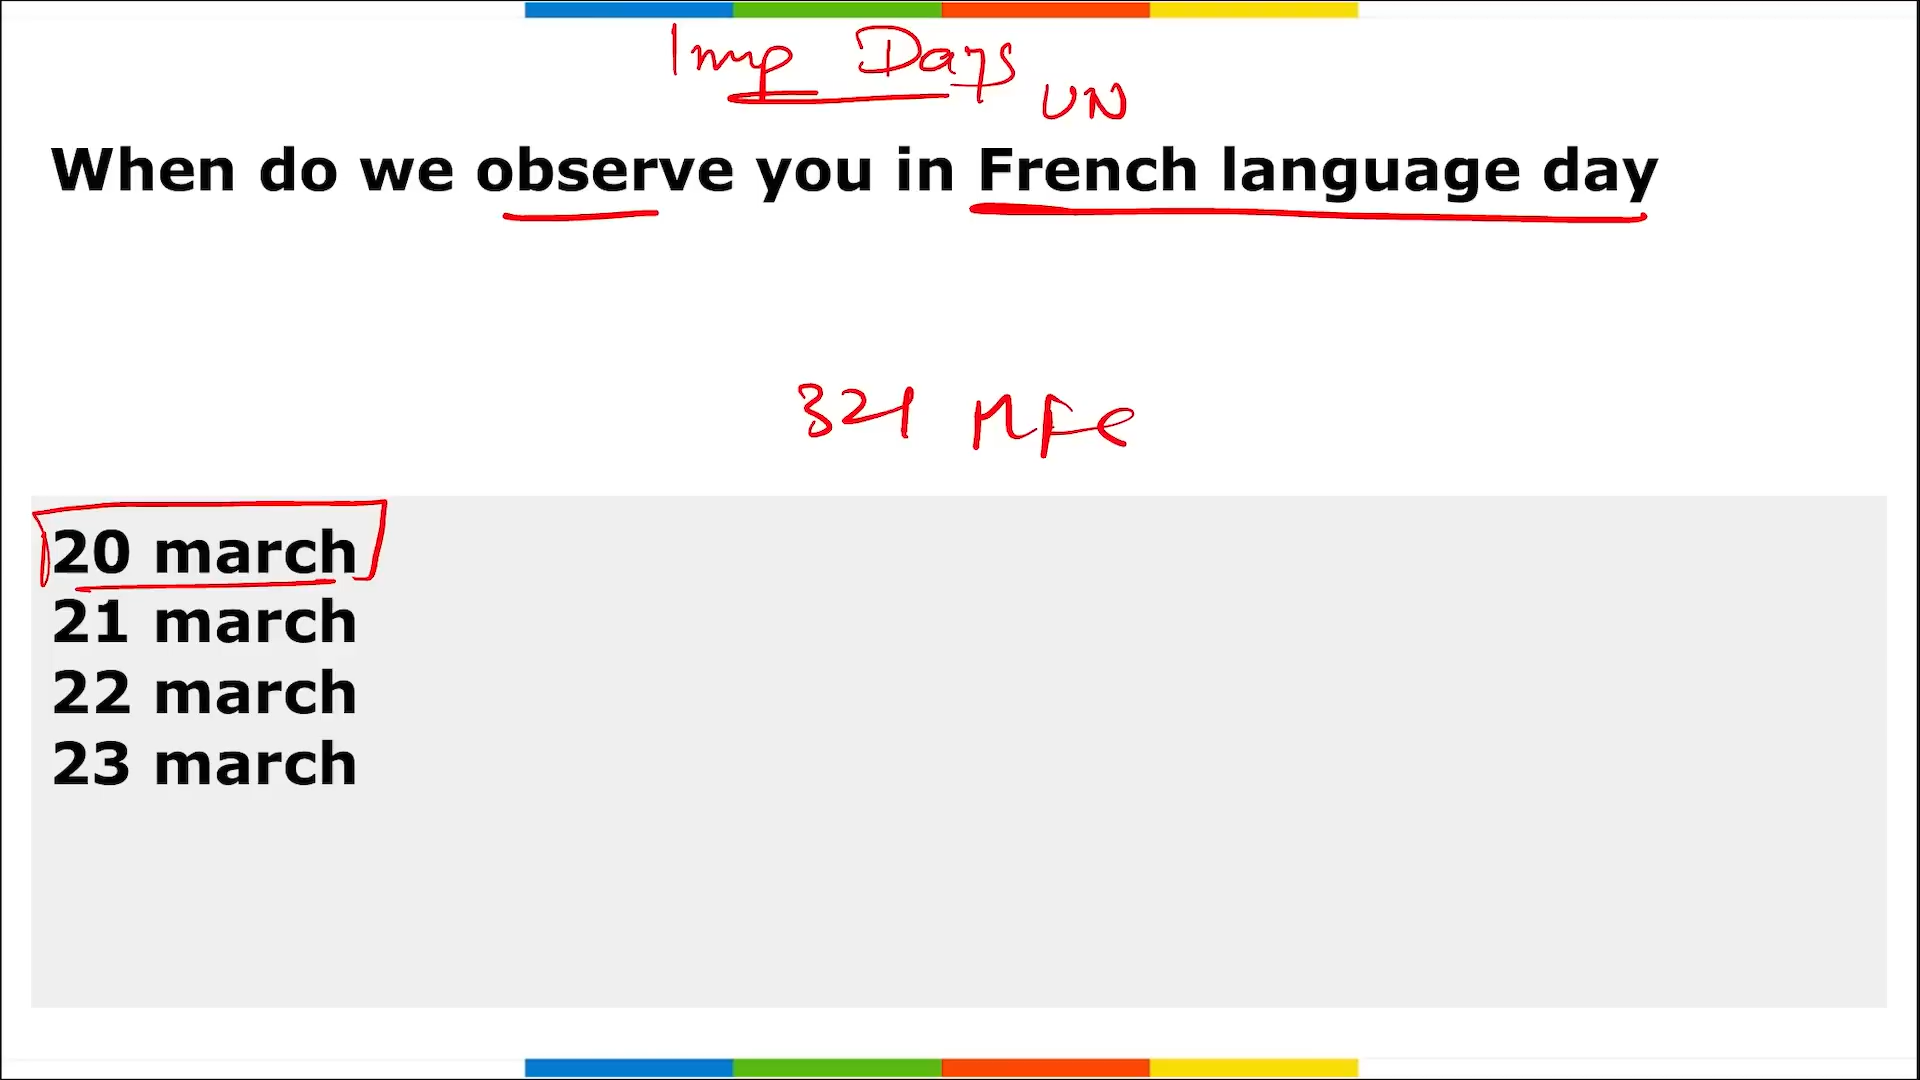 Imp Days
UN
When do we observe you in French language day
321 MFC
20 march
21 march
22 march
23 march